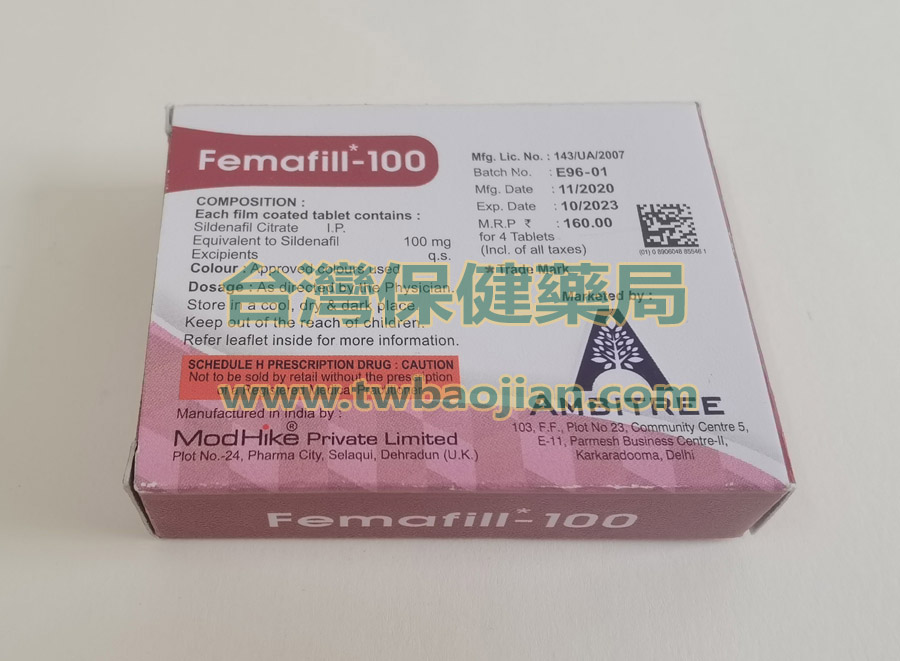 Femafill*-100
COMPOSITION :
Each film coated tablet contains :
Sildenafil Citrate I.P.
Equivalent to Sildenafil 100 mg
Excipients q.s.
Colour : Approved colours used
Dosage : As directed by the Physician.
Store in a cool, dry & dark place.
Keep out of the reach of children.
Refer leaflet inside for more information.
SCHEDULE H PRESCRIPTION DRUG : CAUTION
Not to be sold by retail without the prescription
of a Registered Medical Practitioner
Manufactured in India by :
ModHike® Private Limited
Plot No.-24, Pharma City, Selaqui, Dehradun (U.K.)
Mfg. Lic. No. : 143/UA/2007
Batch No. : E96-01
Mfg. Date : 11/2020
Exp. Date : 10/2023
M.R.P ₹ : 160.00
for 4 Tablets
(Incl. of all taxes)
* Trade Mark
Marketed by :
AMBITREE
103, F.F., Plot No 23, Community Centre 5,
E-11, Parmesh Business Centre-II,
Karkaradooma, Delhi
Femafill*-100
台灣保健藥局
www.twbaojian.com